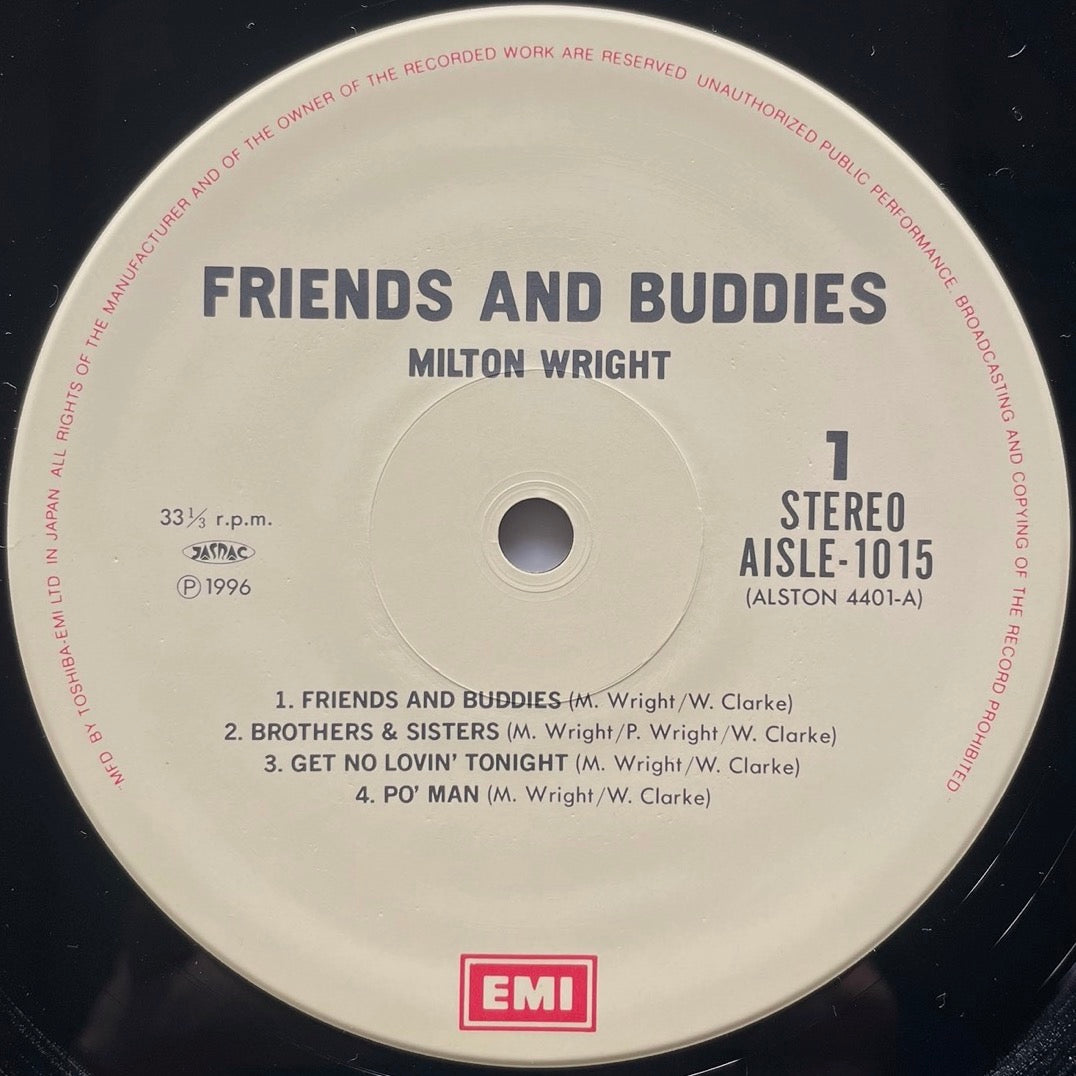 "MFD BY TOSHIBA-EMI LTD IN JAPAN ALL RIGHTS OF THE MANUFACTURER AND OF THE OWNER OF THE RECORDED WORK ARE RESERVED UNAUTHORIZED PUBLIC PERFORMANCE BROADCASTING AND COPYING OF THE RECORD PROHIBITED"
FRIENDS AND BUDDIES
MILTON WRIGHT
1
STEREO
AISLE-1015
(ALSTON 4401-A)
33⅓ r.p.m.
JASRAC
Ⓟ 1996
1. FRIENDS AND BUDDIES (M. Wright/W. Clarke)
2. BROTHERS & SISTERS (M. Wright/P. Wright/W. Clarke)
3. GET NO LOVIN' TONIGHT (M. Wright/W. Clarke)
4. PO' MAN (M. Wright/W. Clarke)
EMI